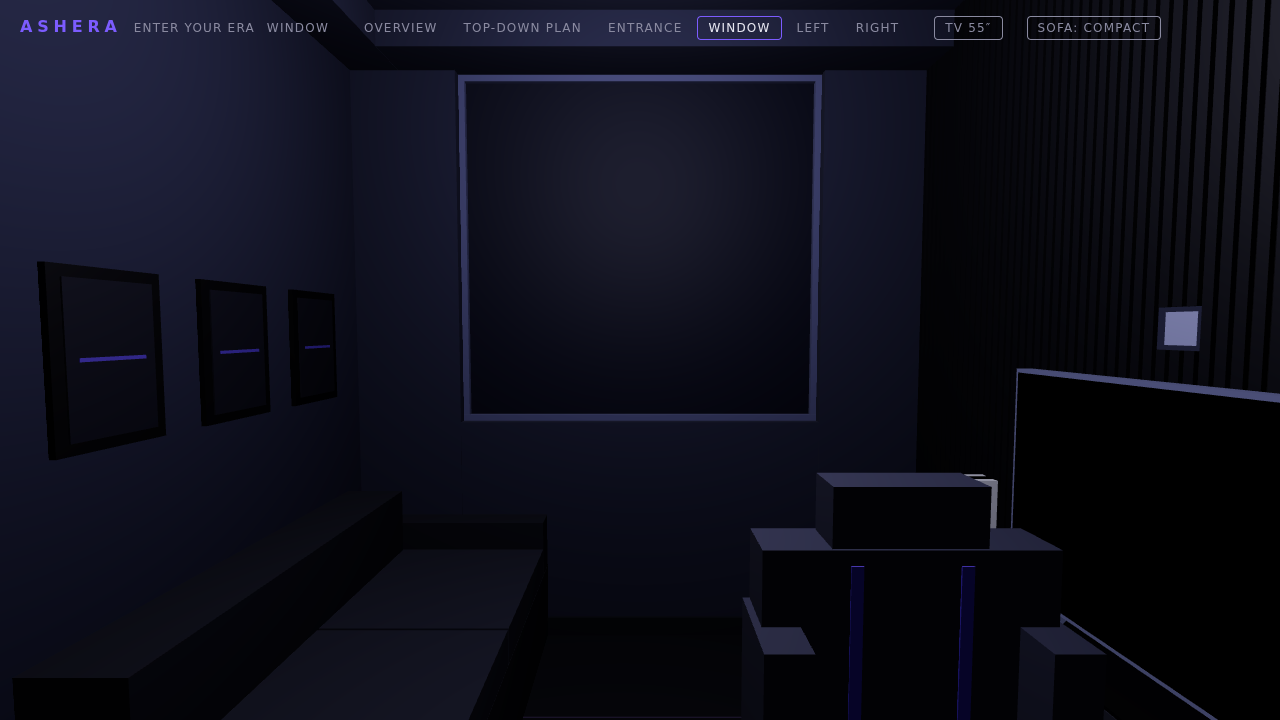 ASHERA ENTER YOUR ERA WINDOW OVERVIEW TOP-DOWN PLAN ENTRANCE WINDOW LEFT RIGHT TV 55″ SOFA: COMPACT